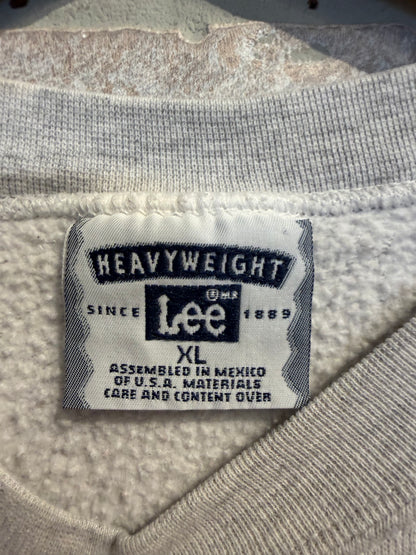 HEAVYWEIGHT
® M.R.
SINCE Lee 1889
XL
ASSEMBLED IN MEXICO
OF U.S.A. MATERIALS
CARE AND CONTENT OVER